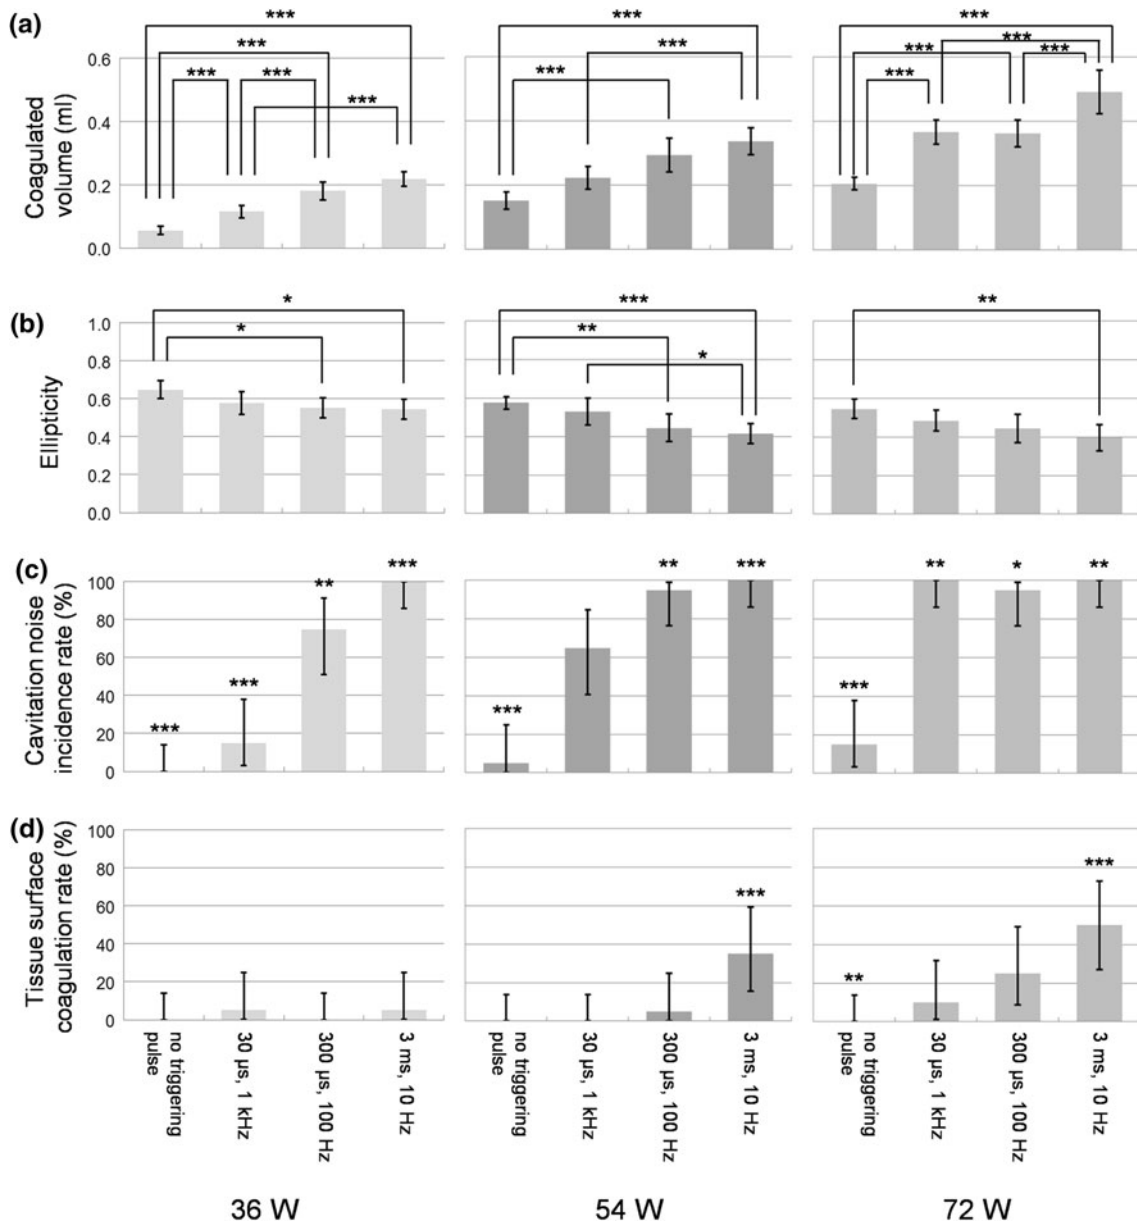 (a)
Coagulated
volume (ml)
0.6
0.4
0.2
0.0
***
***
***
***
***
***
***
***
***
***
***
***
***
(b)
Ellipticity
1.0
0.8
0.6
0.4
0.2
0.0
*
*
***
**
*
**
(c)
Cavitation noise
incidence rate (%)
100
80
60
40
20
0
***
***
**
***
***
**
***
***
**
*
**
(d)
Tissue surface
coagulation rate (%)
100
80
60
40
20
0
***
**
***
no triggering
pulse
30 µs, 1 kHz
300 µs, 100 Hz
3 ms, 10 Hz
no triggering
pulse
30 µs, 1 kHz
300 µs, 100 Hz
3 ms, 10 Hz
no triggering
pulse
30 µs, 1 kHz
300 µs, 100 Hz
3 ms, 10 Hz
36 W
54 W
72 W